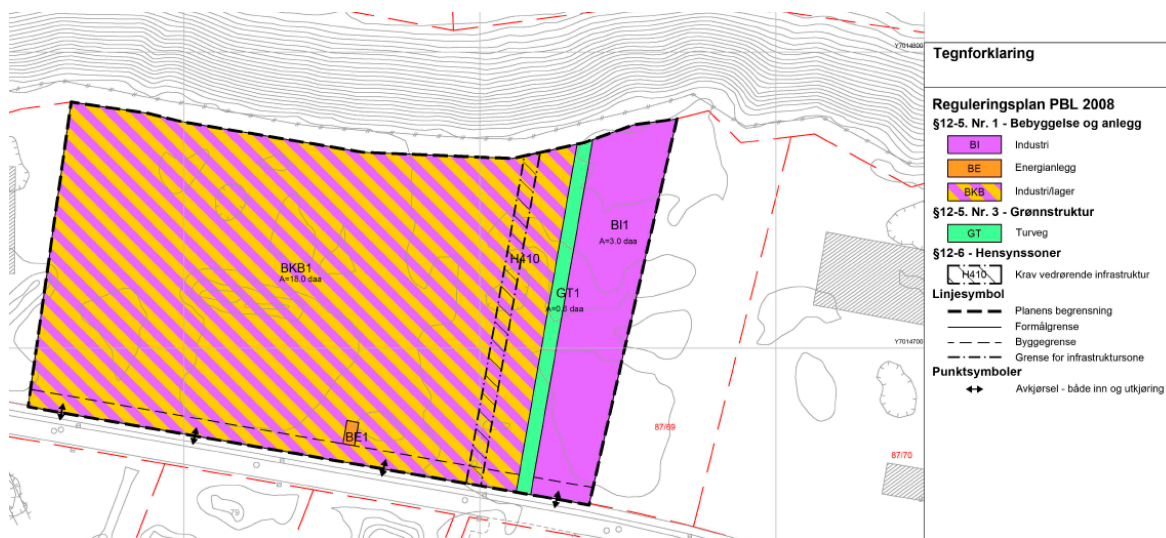 Y7014800
BKB1
A=18.0 daa
H410
BI1
A=3.0 daa
GT1
BE1
Y7014700
87/69
87/70
79
Tegnforklaring
Reguleringsplan PBL 2008
§12-5. Nr. 1 - Bebyggelse og anlegg
BI Industri
BE Energianlegg
BKB Industri/lager
§12-5. Nr. 3 - Grønnstruktur
GT Turveg
§12-6 - Hensynssoner
H410 Krav vedrørende infrastruktur
Linjesymbol
Planens begrensning
Formålgrense
Byggegrense
Grense for infrastruktursone
Punktsymboler
Avkjørsel - både inn og utkjøring